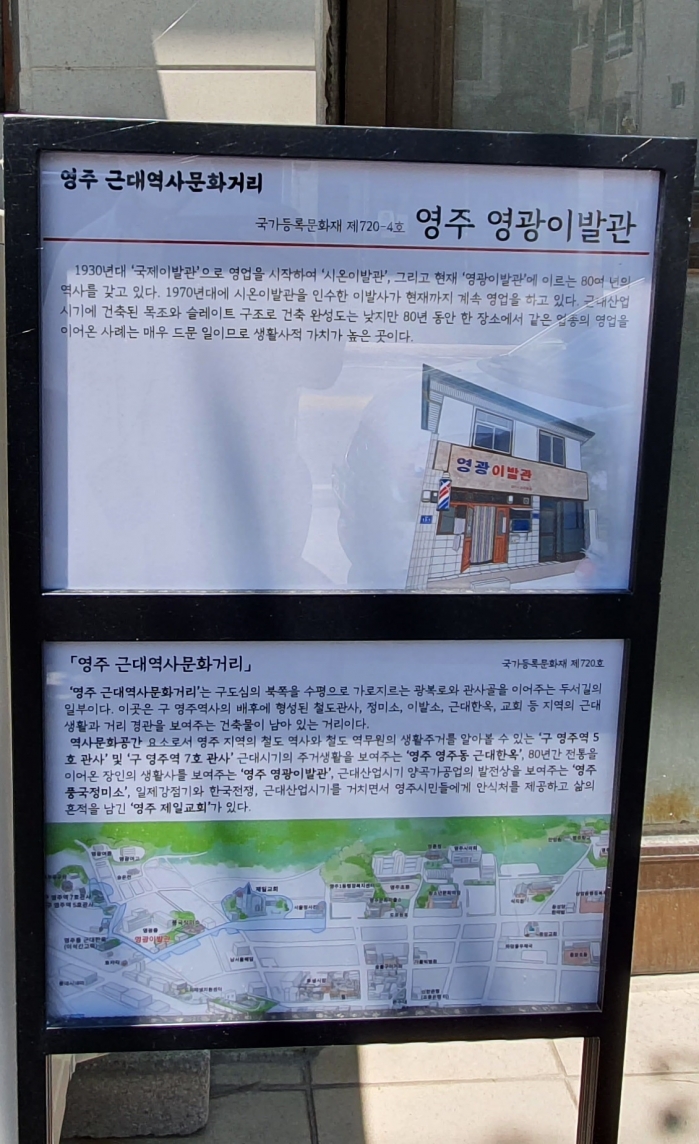 영주 근대역사문화거리
국가등록문화재 제720-4호 영주 영광이발관
1930년대 '국제이발관'으로 영업을 시작하여 '시온이발관', 그리고 현재 '영광이발관'에 이르는 80여 년의
역사를 갖고 있다. 1970년대에 시온이발관을 인수한 이발사가 현재까지 계속 영업을 하고 있다. 근대산업
시기에 건축된 목조와 슬레이트 구조로 건축 완성도는 낮지만 80년 동안 한 장소에서 같은 업종의 영업을
이어온 사례는 매우 드문 일이므로 생활사적 가치가 높은 곳이다.
영광이발관
「영주 근대역사문화거리」 국가등록문화재 제720호
'영주 근대역사문화거리'는 구도심의 북쪽을 수평으로 가로지르는 광복로와 관사골을 이어주는 두서길의
일부이다. 이곳은 구 영주역사의 배후에 형성된 철도관사, 정미소, 이발소, 근대한옥, 교회 등 지역의 근대
생활과 거리 경관을 보여주는 건축물이 남아 있는 거리이다.
역사문화공간 요소로서 영주 지역의 철도 역사와 철도 역무원의 생활주거를 알아볼 수 있는 '구 영주역 5
호 관사' 및 '구 영주역 7호 관사' 근대시기의 주거생활을 보여주는 '영주 영주동 근대한옥', 80년간 전통을
이어온 장인의 생활사를 보여주는 '영주 영광이발관', 근대산업시기 양곡가공업의 발전상을 보여주는 '영주
풍국정미소', 일제강점기와 한국전쟁, 근대산업시기를 거치면서 영주시민들에게 안식처를 제공하고 삶의
흔적을 남긴 '영주 제일교회'가 있다.
제일교회
영광이발관